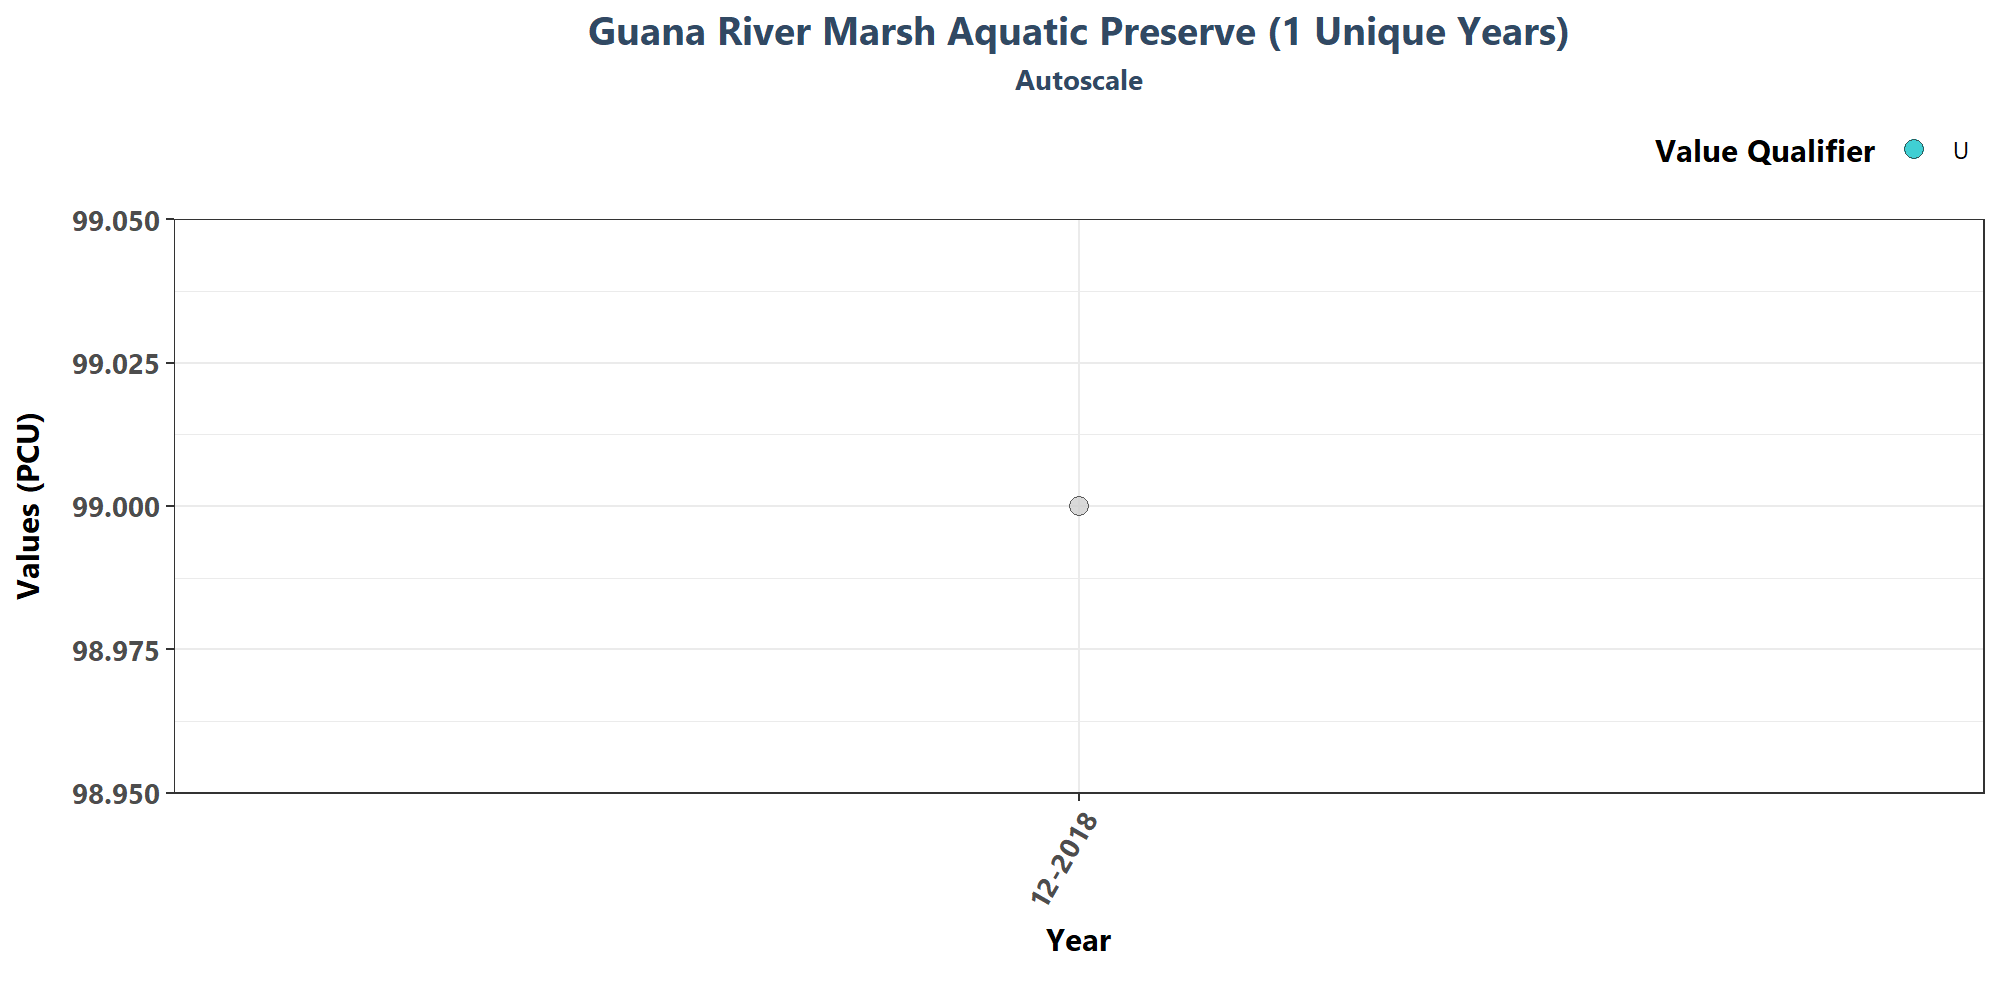 Guana River Marsh Aquatic Preserve (1 Unique Years)
Autoscale
Value Qualifier U
99.050
99.025
99.000
98.975
98.950
Values (PCU)
12-2018
Year